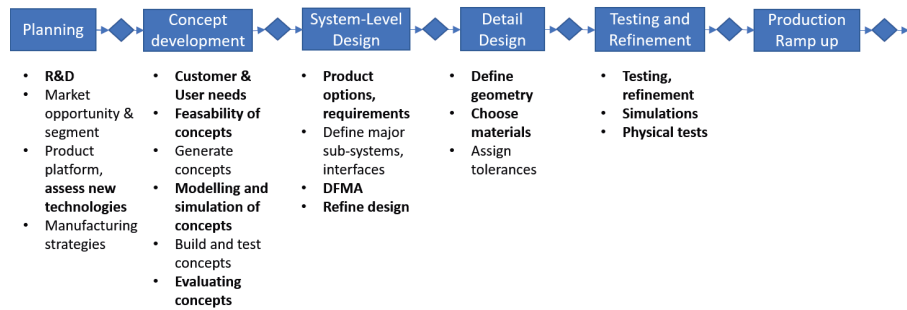 Planning
Concept
development
System-Level
Design
Detail
Design
Testing and
Refinement
Production
Ramp up
• R&D
• Market
opportunity &
segment
• Product
platform,
assess new
technologies
• Manufacturing
strategies
• Customer &
User needs
• Feasability of
concepts
• Generate
concepts
• Modelling and
simulation of
concepts
• Build and test
concepts
• Evaluating
concepts
• Product
options,
requirements
• Define major
sub-systems,
interfaces
• DFMA
• Refine design
• Define
geometry
• Choose
materials
• Assign
tolerances
• Testing,
refinement
• Simulations
• Physical tests